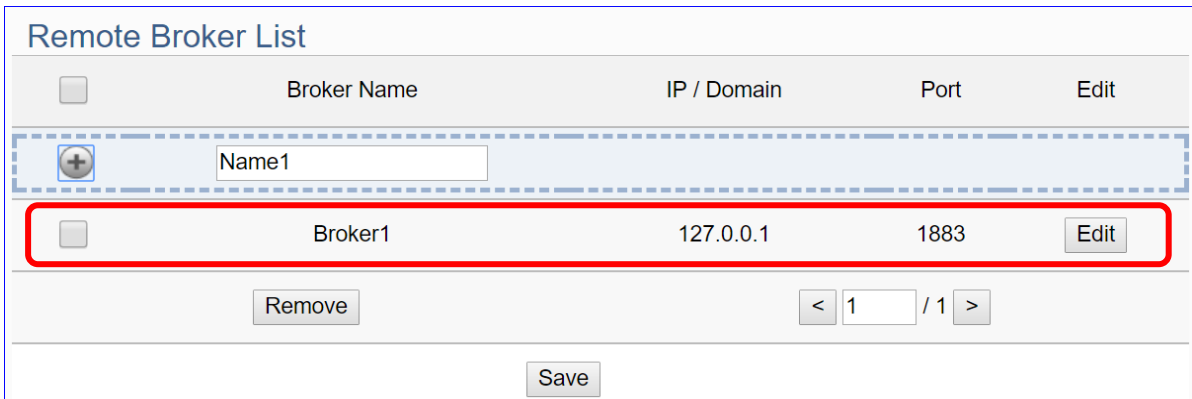 Remote Broker List
Broker Name IP / Domain Port Edit
Name1
Broker1 127.0.0.1 1883 Edit
Remove < 1 / 1 >
Save